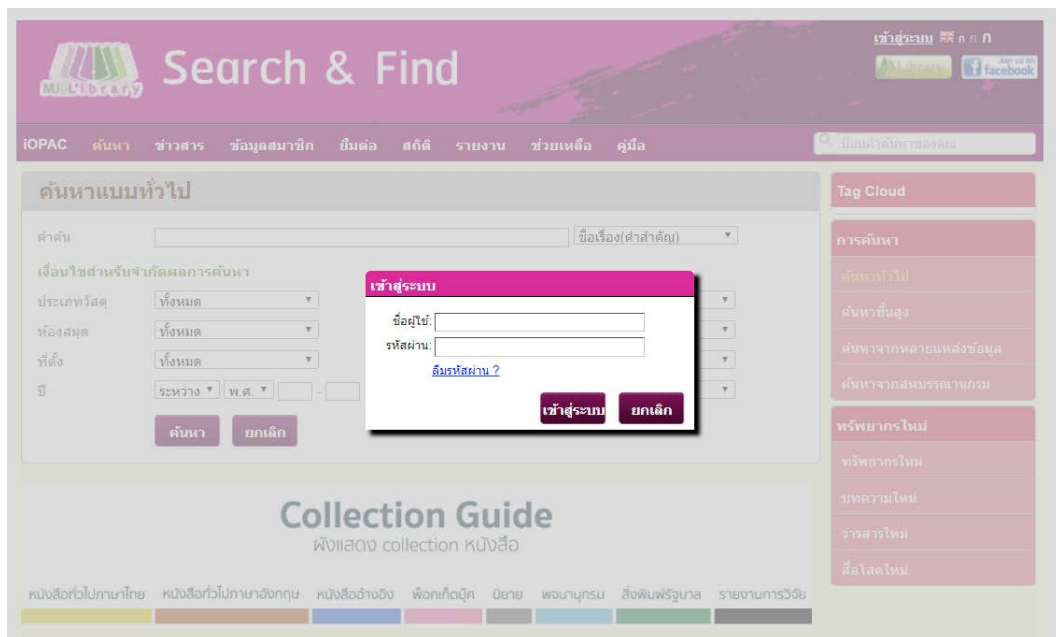 เข้าสู่ระบบ ก ก ก
MJ Library
Search & Find
Library
Join us on
facebook
iOPAC ค้นหา ข่าวสาร ข้อมูลสมาชิก ยืมต่อ สถิติ รายงาน ช่วยเหลือ คู่มือ
ป้อนคำค้นหาของคุณ
ค้นหาแบบทั่วไป
คำค้น
ชื่อเรื่อง(คำสำคัญ)
เงื่อนไขสำหรับจำกัดผลการค้นหา
ประเภทวัสดุ ทั้งหมด
ห้องสมุด ทั้งหมด
ที่ตั้ง ทั้งหมด
ปี ระหว่าง พ.ศ. -
ค้นหา ยกเลิก
เข้าสู่ระบบ
ชื่อผู้ใช้:
รหัสผ่าน:
ลืมรหัสผ่าน ?
เข้าสู่ระบบ ยกเลิก
Tag Cloud
การค้นหา
ค้นหาทั่วไป
ค้นหาขั้นสูง
ค้นหาจากหลายแหล่งข้อมูล
ค้นหาจากสหบรรณานุกรม
ทรัพยากรใหม่
ทรัพยากรใหม่
บทความใหม่
วารสารใหม่
สื่อโสตใหม่
Collection Guide
ผังแสดง collection หนังสือ
หนังสือทั่วไปภาษาไทย หนังสือทั่วไปภาษาอังกฤษ หนังสืออ้างอิง พ็อกเก็ตบุ๊ค นิยาย พจนานุกรม สิ่งพิมพ์รัฐบาล รายงานการวิจัย